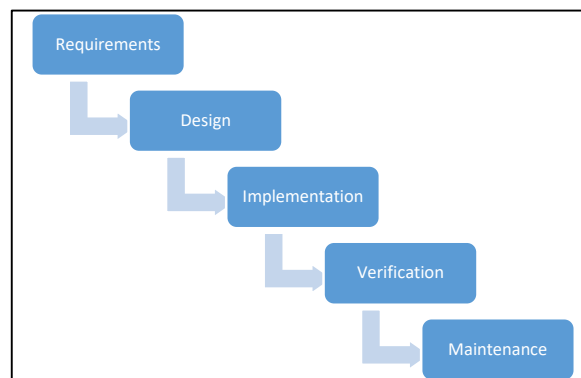 Requirements
Design
Implementation
Verification
Maintenance